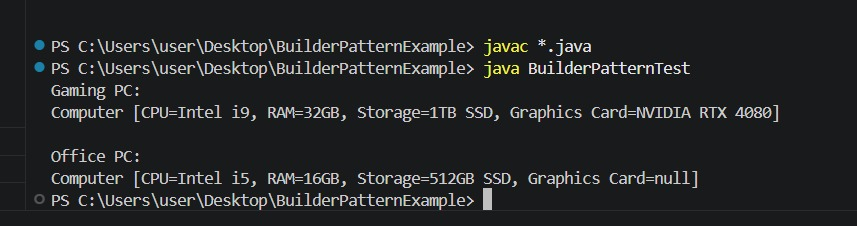 PS C:\Users\user\Desktop\BuilderPatternExample> javac *.java
PS C:\Users\user\Desktop\BuilderPatternExample> java BuilderPatternTest
Gaming PC:
Computer [CPU=Intel i9, RAM=32GB, Storage=1TB SSD, Graphics Card=NVIDIA RTX 4080]
Office PC:
Computer [CPU=Intel i5, RAM=16GB, Storage=512GB SSD, Graphics Card=null]
PS C:\Users\user\Desktop\BuilderPatternExample>